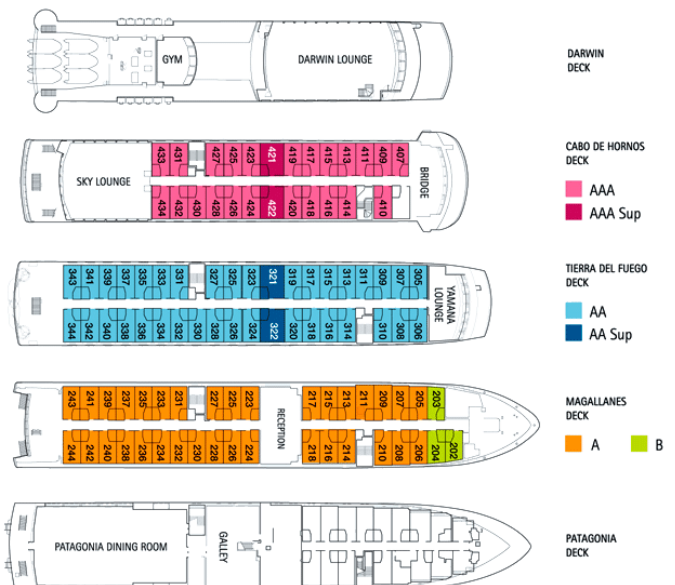 GYM
DARWIN LOUNGE
DARWIN
DECK
433 431 427 425 423 421 419 417 415 413 411 409 407
SKY LOUNGE
BRIDGE
434 432 430 428 426 424 422 420 418 416 414 410
CABO DE HORNOS
DECK
AAA
AAA Sup
343 341 339 337 335 333 331 327 325 323 321 319 317 315 313 311 309 307 305
YAMANA
LOUNGE
344 342 340 338 336 334 332 330 328 326 324 322 320 318 316 314 310 308 306
TIERRA DEL FUEGO
DECK
AA
AA Sup
243 241 239 237 235 233 231 227 225 223 217 215 213 211 207 207 205 203
RECEPTION
244 242 240 238 236 234 232 230 228 226 224 218 216 214 210 208 206 204 202
MAGALLANES
DECK
A
B
PATAGONIA DINING ROOM
GALLEY
PATAGONIA
DECK